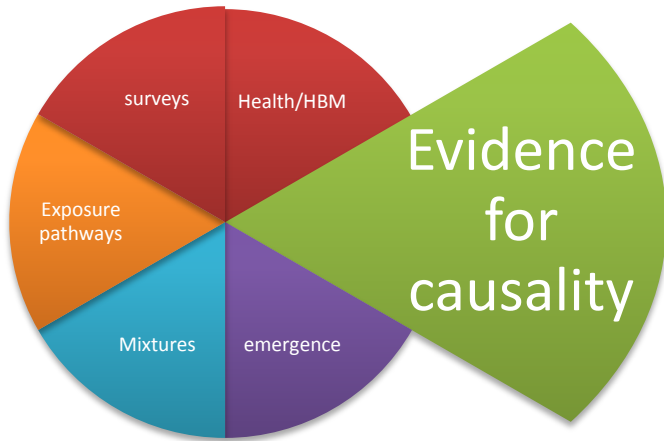 surveys
Health/HBM
Evidence
for
causality
Exposure
pathways
Mixtures
emergence